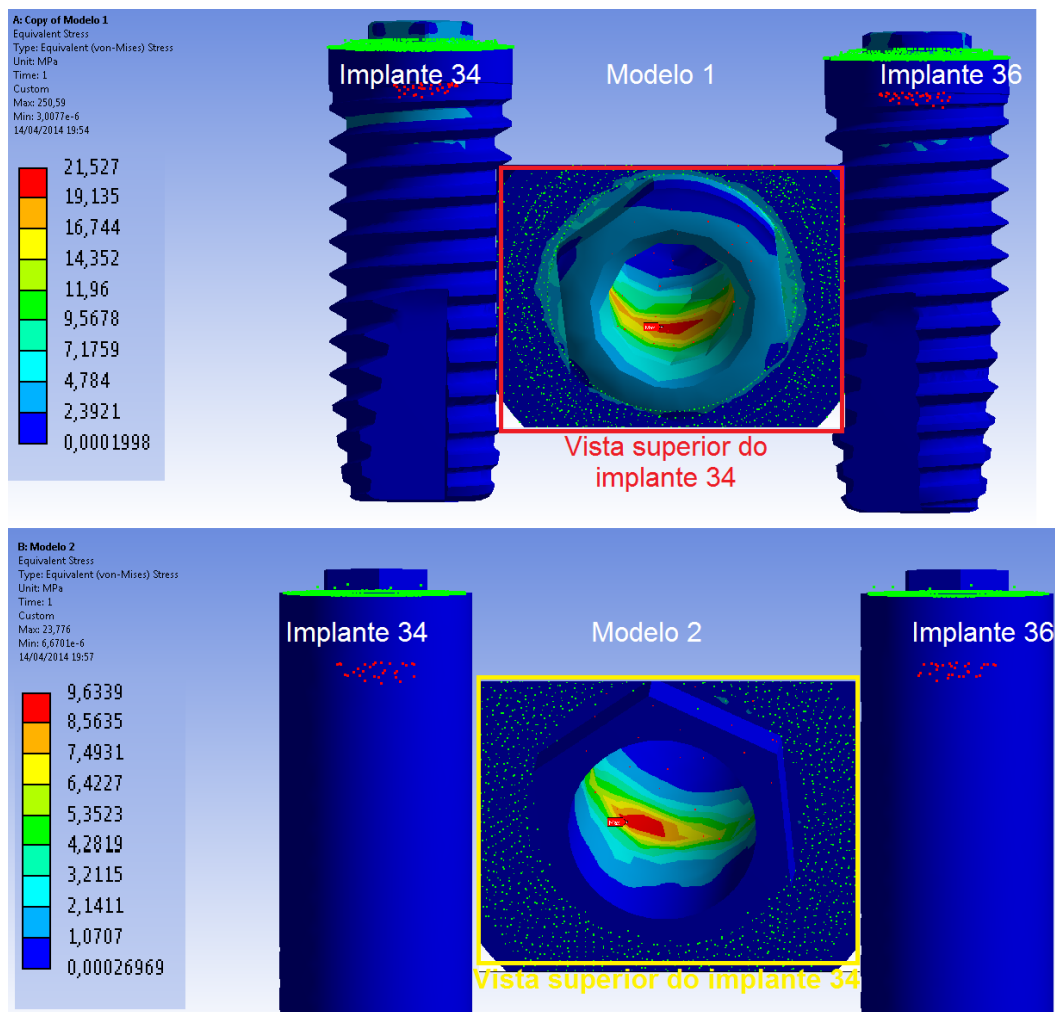 A: Copy of Modelo 1
Equivalent Stress
Type: Equivalent (von-Mises) Stress
Unit: MPa
Time: 1
Custom
Max: 250,59
Min: 3,0077e-6
14/04/2014 19:54
21,527
19,135
16,744
14,352
11,96
9,5678
7,1759
4,784
2,3921
0,0001998
Implante 34
Modelo 1
Implante 36
Max
Vista superior do
implante 34
B: Modelo 2
Equivalent Stress
Type: Equivalent (von-Mises) Stress
Unit: MPa
Time: 1
Custom
Max: 23,776
Min: 6,6701e-6
14/04/2014 19:57
9,6339
8,5635
7,4931
6,4227
5,3523
4,2819
3,2115
2,1411
1,0707
0,00026969
Implante 34
Modelo 2
Implante 36
Max
Vista superior do implante 34